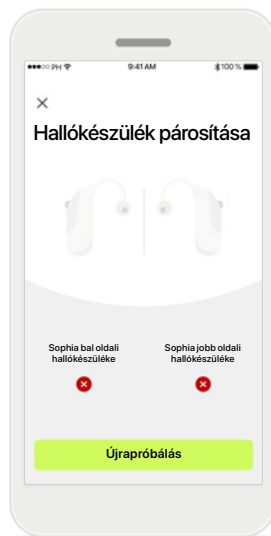 PH 9:41 AM 100 %
Hallókészülék párosítása
Sophia bal oldali
hallókészüléke
Sophia jobb oldali
hallókészüléke
Újrapróbálás